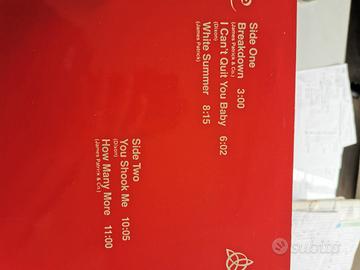 Side One
Breakdown 3:00
(James Patrick & Co.)
I Can't Quit You Baby 6:02
(Dixon)
White Summer 8:15
(James Patrick)
Side Two
You Shook Me 10:05
(Dixon)
How Many More 11:00
(James Patrick & Co.)
subito